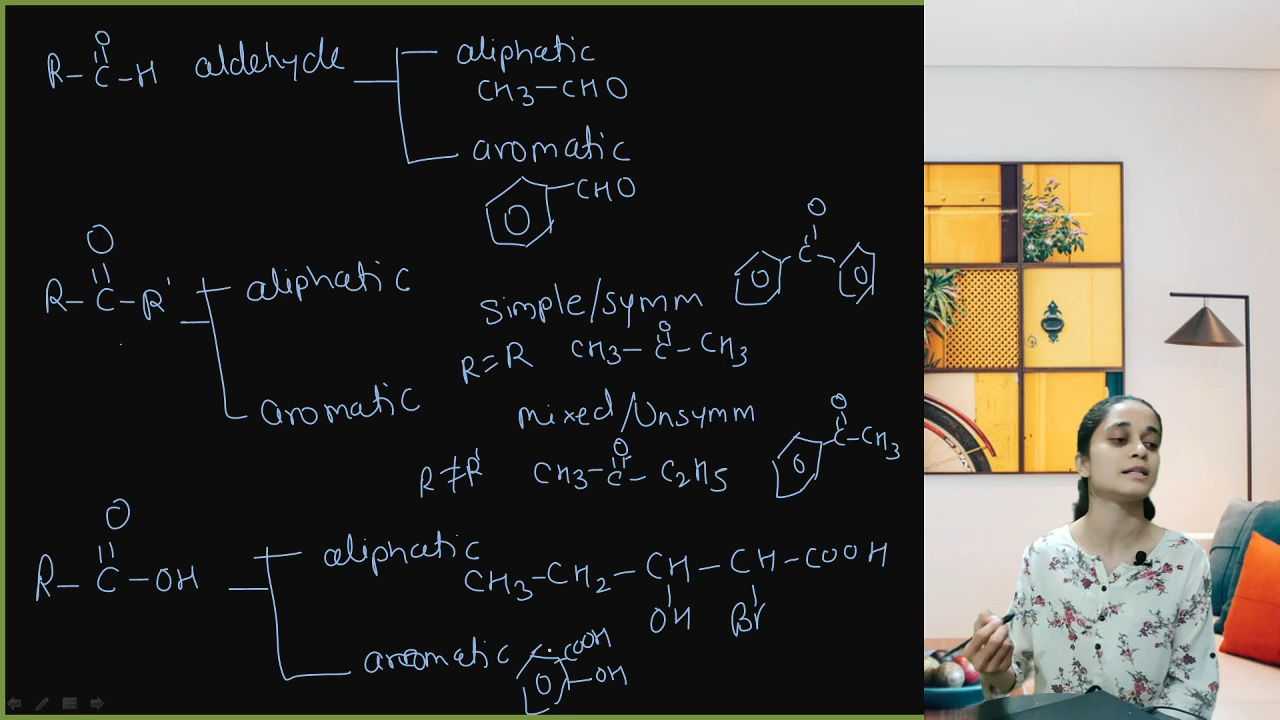 O
R–C–H aldehyde aliphatic
CH3–CHO
aromatic
CHO
O
R–C–R' aliphatic
O
C
simple/symm
R=R CH3–C–CH3
O
aromatic
mixed/Unsymm
R≠R' CH3–C–C2H5
O
O
C–CH3
O
R–C–OH aliphatic
CH3–CH2–CH–CH–COOH
OH Br
aromatic
COOH
OH